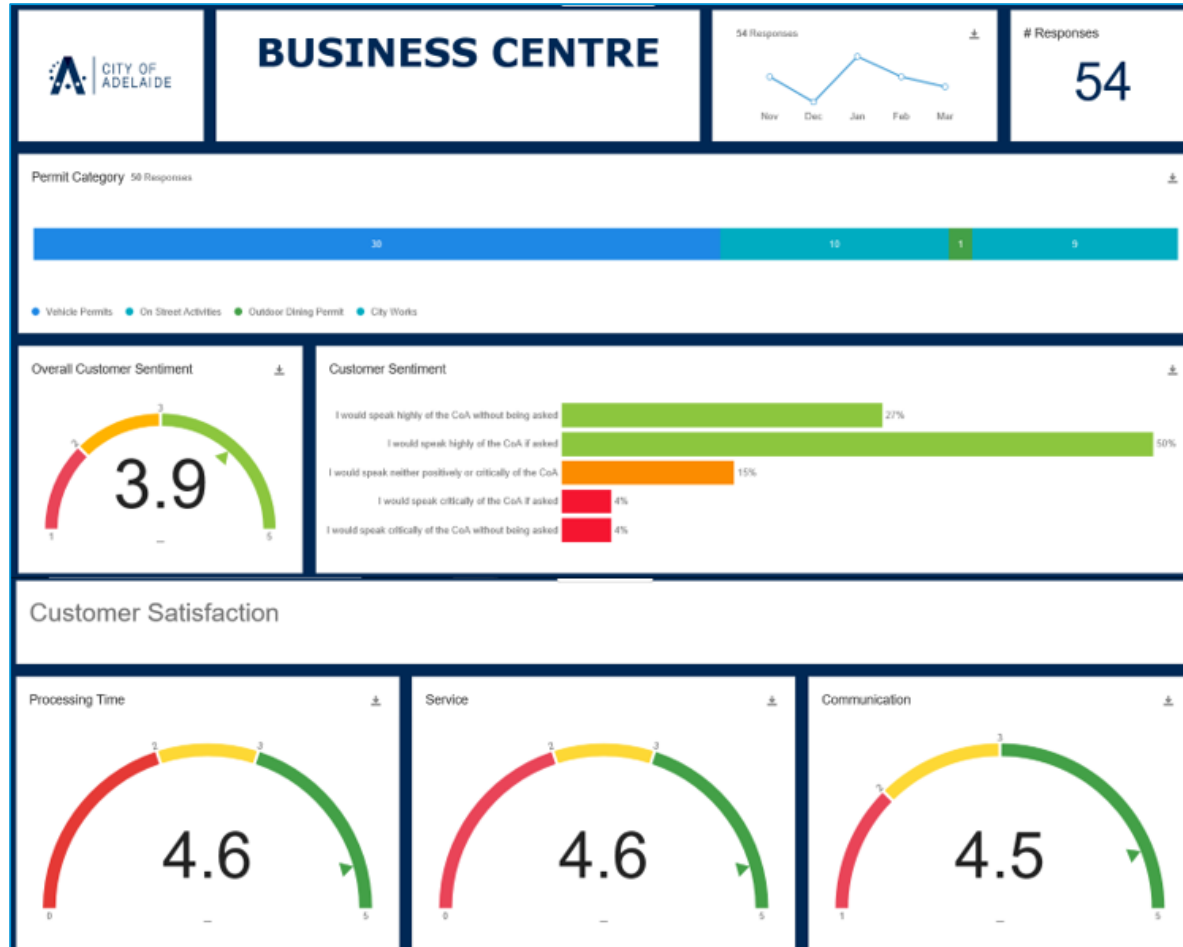 CITY OF
ADELAIDE
BUSINESS CENTRE
54 Responses
Nov Dec Jan Feb Mar
# Responses
54
Permit Category 50 Responses
30 10 1 9
Vehicle Permits On Street Activities Outdoor Dining Permit City Works
Overall Customer Sentiment
1 2 3 5
3.9
Customer Sentiment
I would speak highly of the CoA without being asked 27%
I would speak highly of the CoA if asked 50%
I would speak neither positively or critically of the CoA 15%
I would speak critically of the CoA if asked 4%
I would speak critically of the CoA without being asked 4%
Customer Satisfaction
Processing Time
0 2 3 5
4.6
Service
0 2 3 5
4.6
Communication
1 2 3 5
4.5